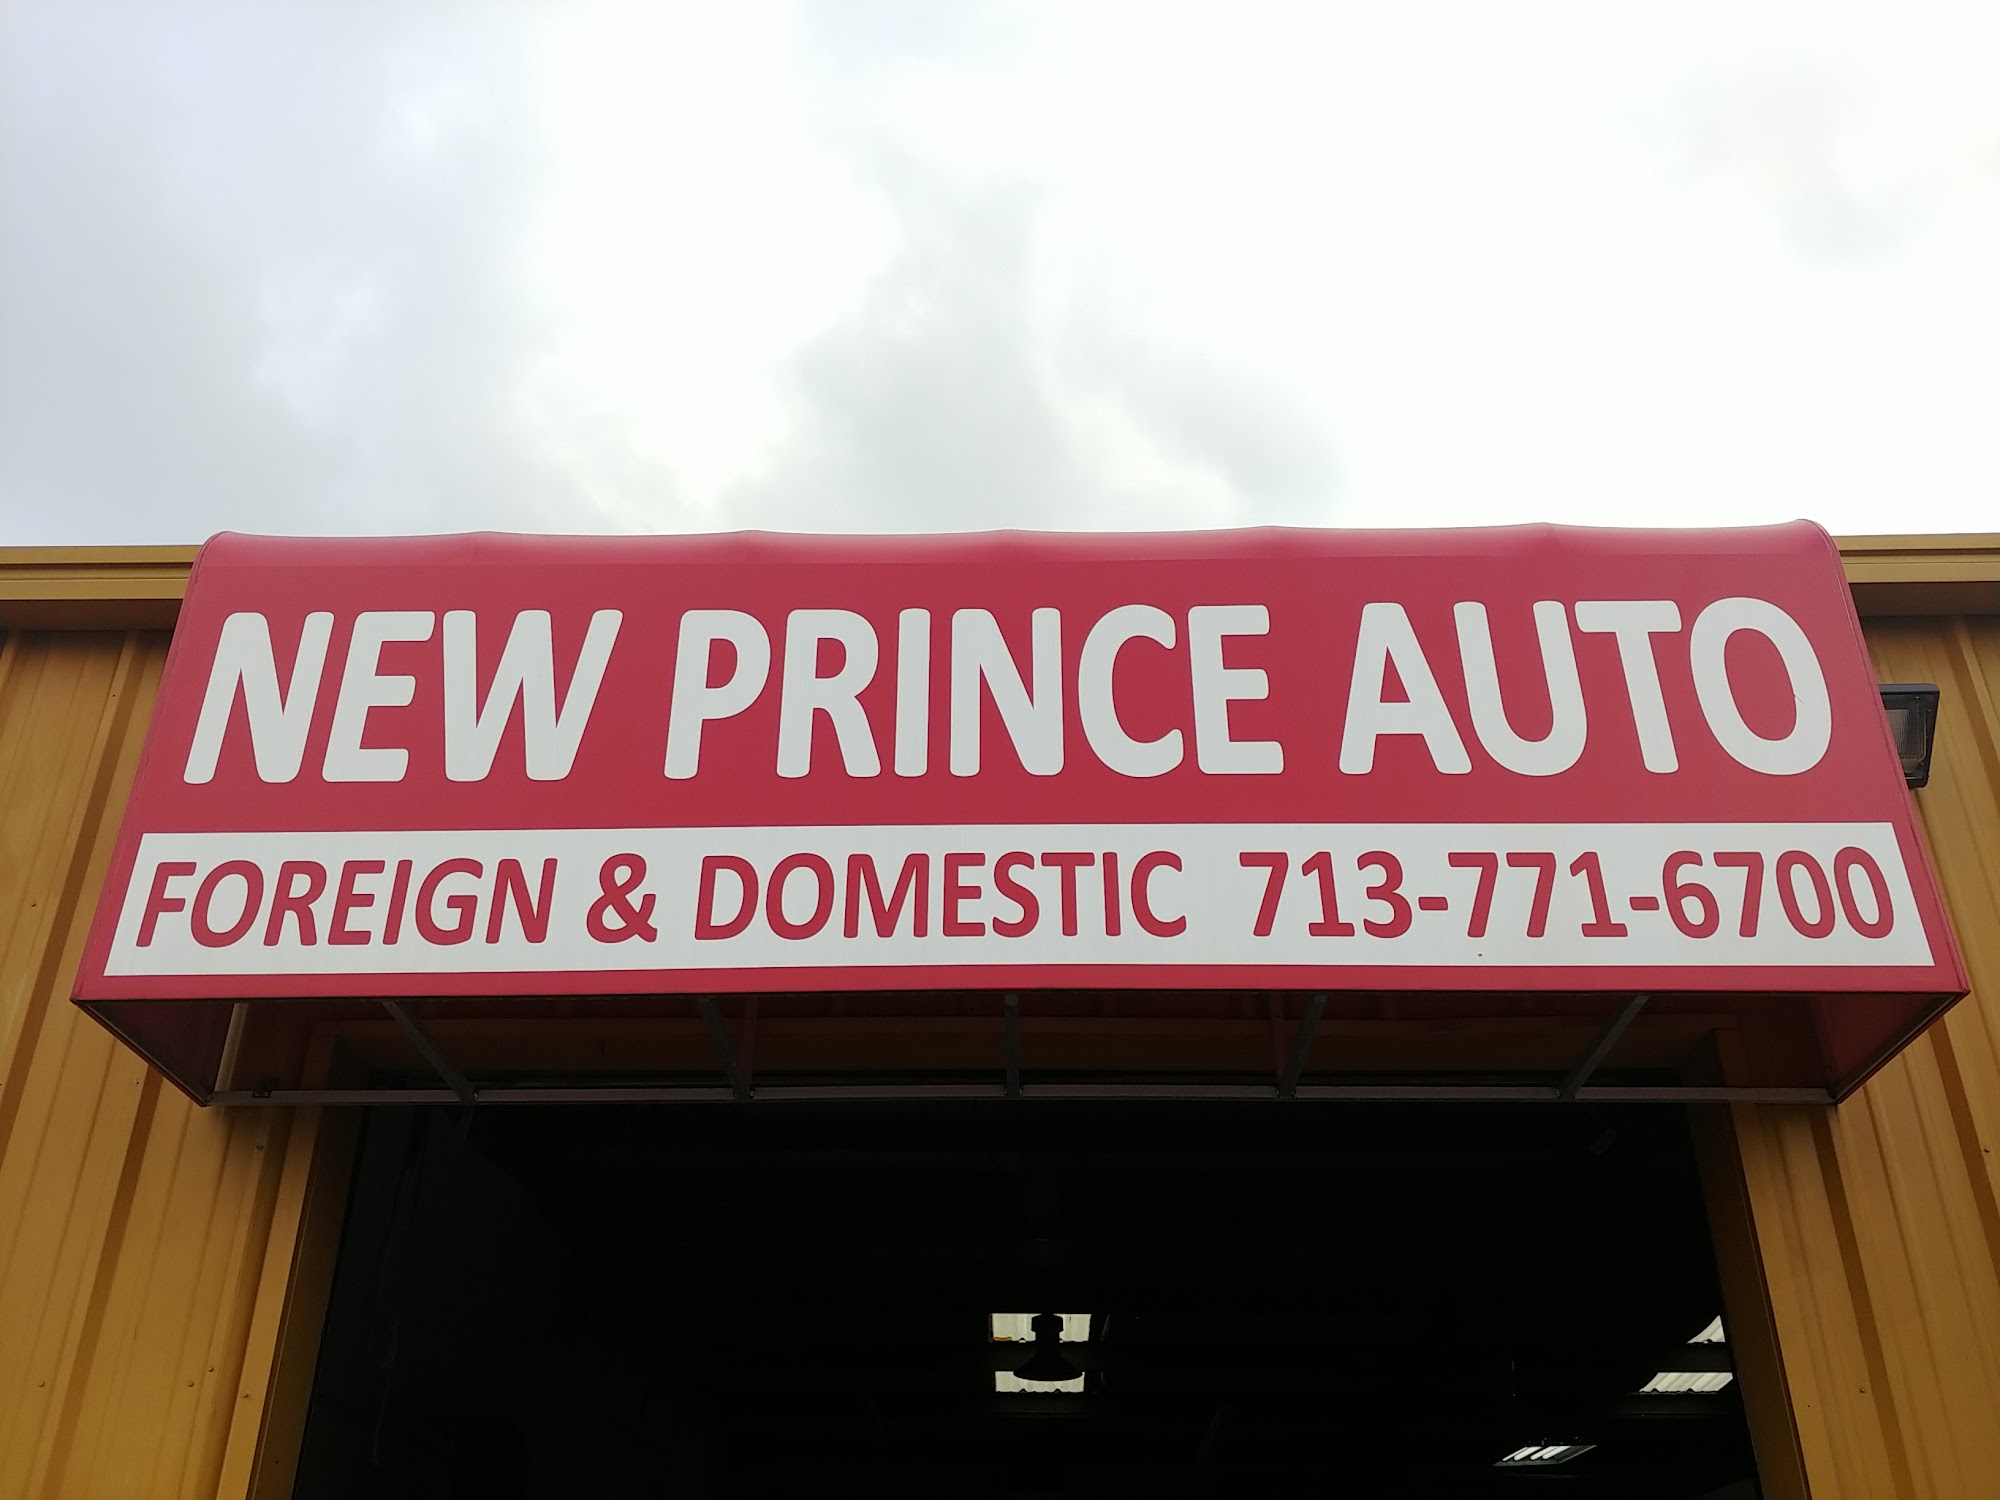 NEW PRINCE AUTO
FOREIGN & DOMESTIC 713-771-6700